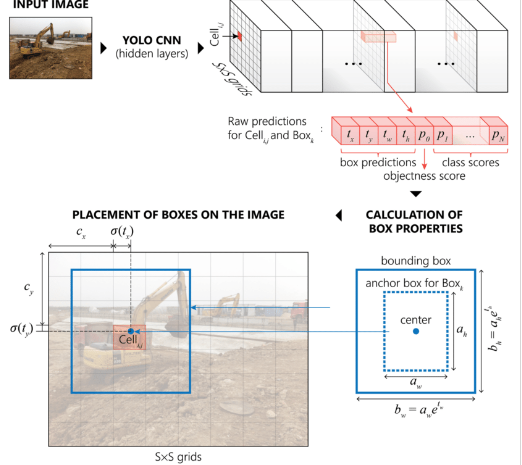 INPUT IMAGE
YOLO CNN
(hidden layers)
Cell i,j
S×S grids
...
...
Raw predictions
for Cell i,j and Box k :
t x t y t w t h p 0 p 1 ... p N
box predictions
class scores
objectness score
PLACEMENT OF BOXES ON THE IMAGE
CALCULATION OF
BOX PROPERTIES
c x
σ(t x)
c y
σ(t y)
Cell i,j
S×S grids
bounding box
anchor box for Box k
center
a h
a w
b h = a h e^t h
b w = a w e^t w